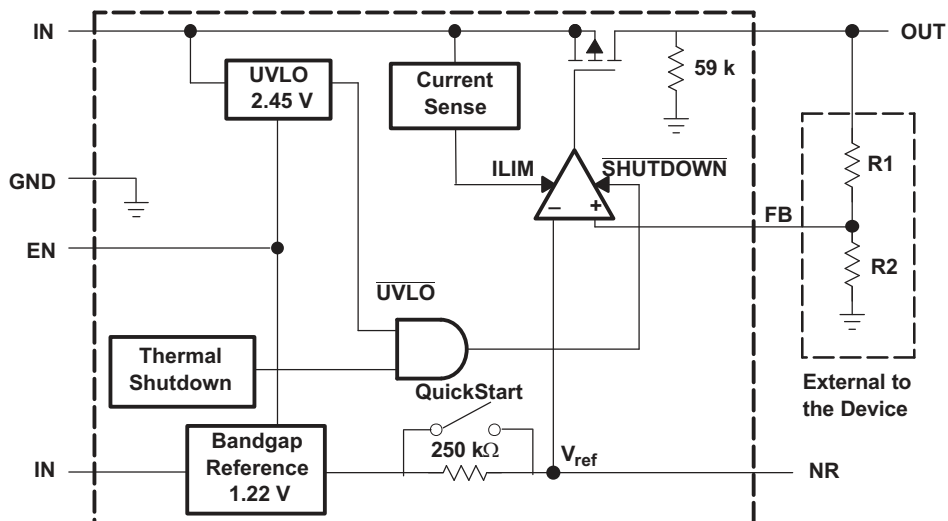 IN
OUT
UVLO
2.45 V
Current
Sense
59 k
GND
ILIM
SHUTDOWN
R1
FB
− +
EN
R2
UVLO
Thermal
Shutdown
QuickStart
External to
the Device
250 kΩ
Vref
IN
Bandgap
Reference
1.22 V
NR